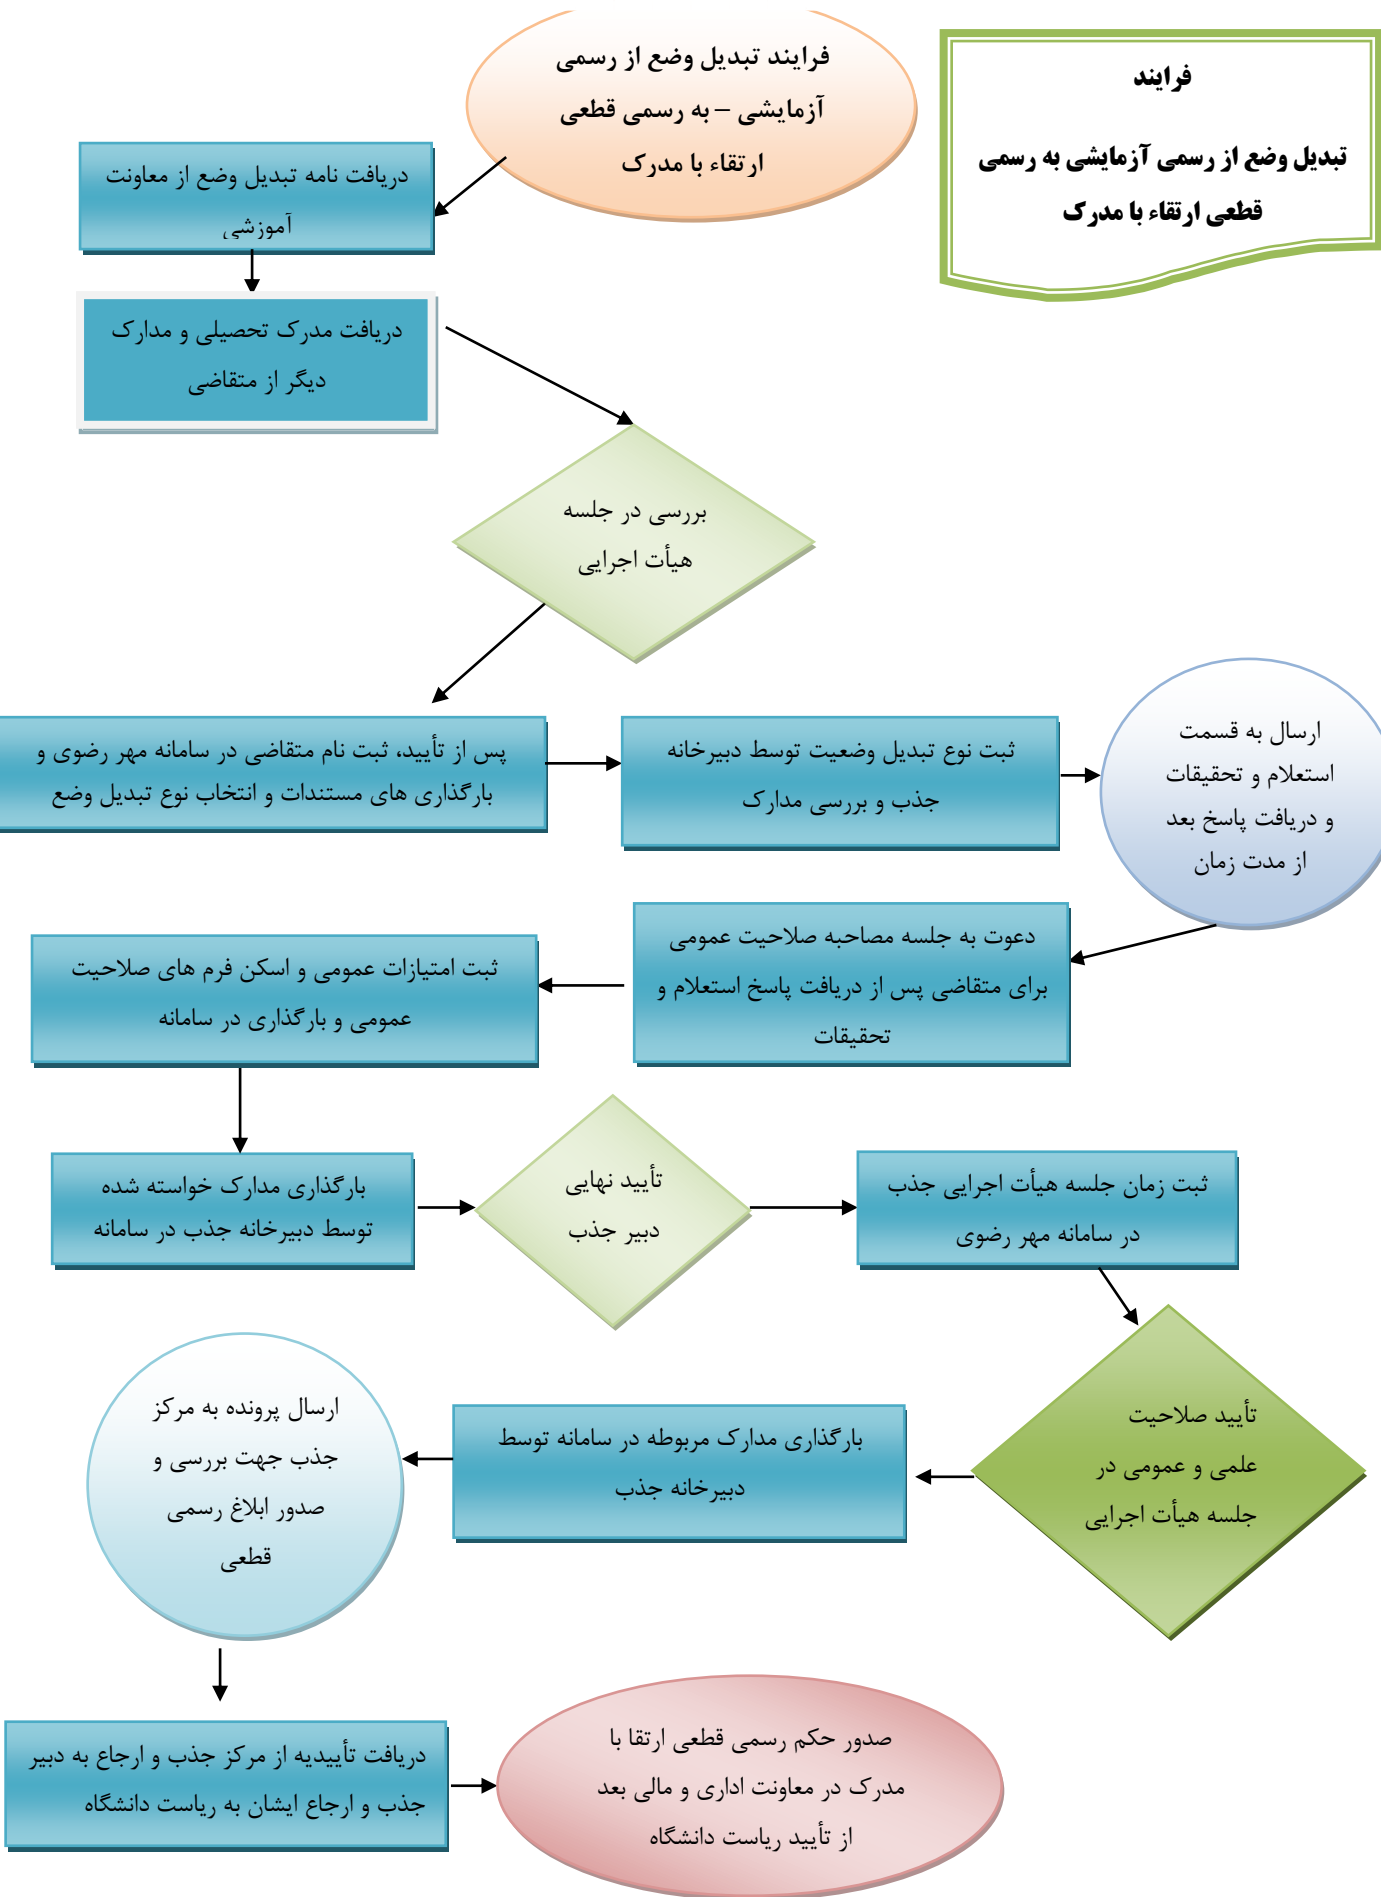 فرایند
تبدیل وضع از رسمی آزمایشی به رسمی
قطعی ارتقاء با مدرک
فرایند تبدیل وضع از رسمی
آزمایشی – به رسمی قطعی
ارتقاء با مدرک
دریافت نامه تبدیل وضع از معاونت
آموزشی
دریافت مدرک تحصیلی و مدارک
دیگر از متقاضی
بررسی در جلسه
هیأت اجرایی
پس از تأیید، ثبت نام متقاضی در سامانه مهر رضوی و
بارگذاری های مستندات و انتخاب نوع تبدیل وضع
ثبت نوع تبدیل وضعیت توسط دبیرخانه
جذب و بررسی مدارک
ارسال به قسمت
استعلام و تحقیقات
و دریافت پاسخ بعد
از مدت زمان
دعوت به جلسه مصاحبه صلاحیت عمومی
برای متقاضی پس از دریافت پاسخ استعلام و
تحقیقات
ثبت امتیازات عمومی و اسکن فرم های صلاحیت
عمومی و بارگذاری در سامانه
بارگذاری مدارک خواسته شده
توسط دبیرخانه جذب در سامانه
تأیید نهایی
دبیر جذب
ثبت زمان جلسه هیأت اجرایی جذب
در سامانه مهر رضوی
تأیید صلاحیت
علمی و عمومی در
جلسه هیأت اجرایی
بارگذاری مدارک مربوطه در سامانه توسط
دبیرخانه جذب
ارسال پرونده به مرکز
جذب جهت بررسی و
صدور ابلاغ رسمی
قطعی
دریافت تأییدیه از مرکز جذب و ارجاع به دبیر
جذب و ارجاع ایشان به ریاست دانشگاه
صدور حکم رسمی قطعی ارتقا با
مدرک در معاونت اداری و مالی بعد
از تأیید ریاست دانشگاه